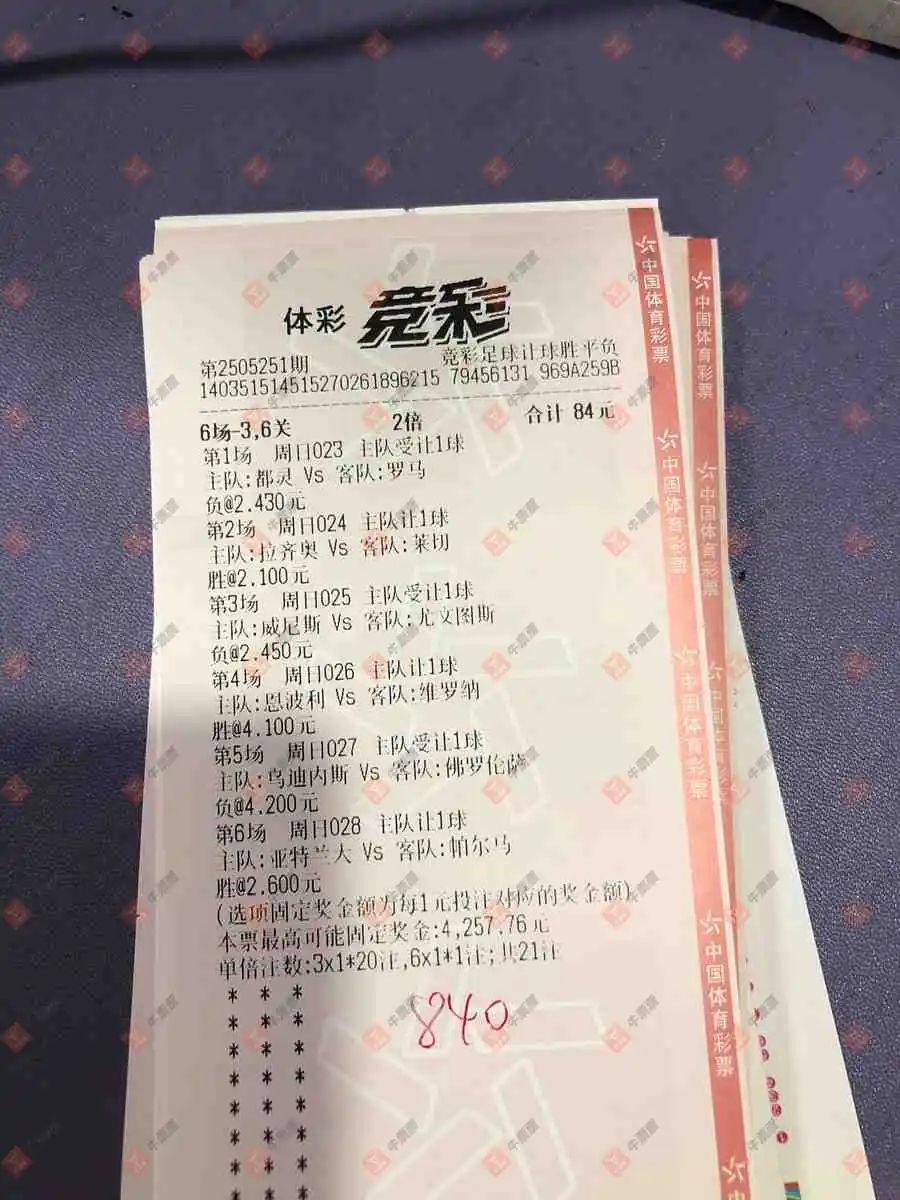 体彩 竞彩
第2505251期 竞彩足球让球胜平负
140351514515270261896215 79456131 969A259B
6场-3,6关 2倍 合计 84元
第1场 周日023 主队受让1球
主队:都灵 Vs 客队:罗马
负@2.430元
第2场 周日024 主队让1球
主队:拉齐奥 Vs 客队:莱切
胜@2.100元
第3场 周日025 主队受让1球
主队:威尼斯 Vs 客队:尤文图斯
负@2.450元
第4场 周日026 主队让1球
主队:恩波利 Vs 客队:维罗纳
胜@4.100元
第5场 周日027 主队受让1球
主队:乌迪内斯 Vs 客队:佛罗伦萨
负@4.200元
第6场 周日028 主队让1球
主队:亚特兰大 Vs 客队:帕尔马
胜@2.600元
(选项固定奖金额为每1元投注对应的奖金额)
本票最高可能固定奖金:4,257.76元
单倍注数:3x1*20注,6x1*1注;共21注
* * *
* * *
* * *
* * *
* * *
* * *
* * *
* * *
840
中国体育彩票
中国体育彩票
中国体育彩票
中国体育彩票
中国体育彩票
中国体育彩票